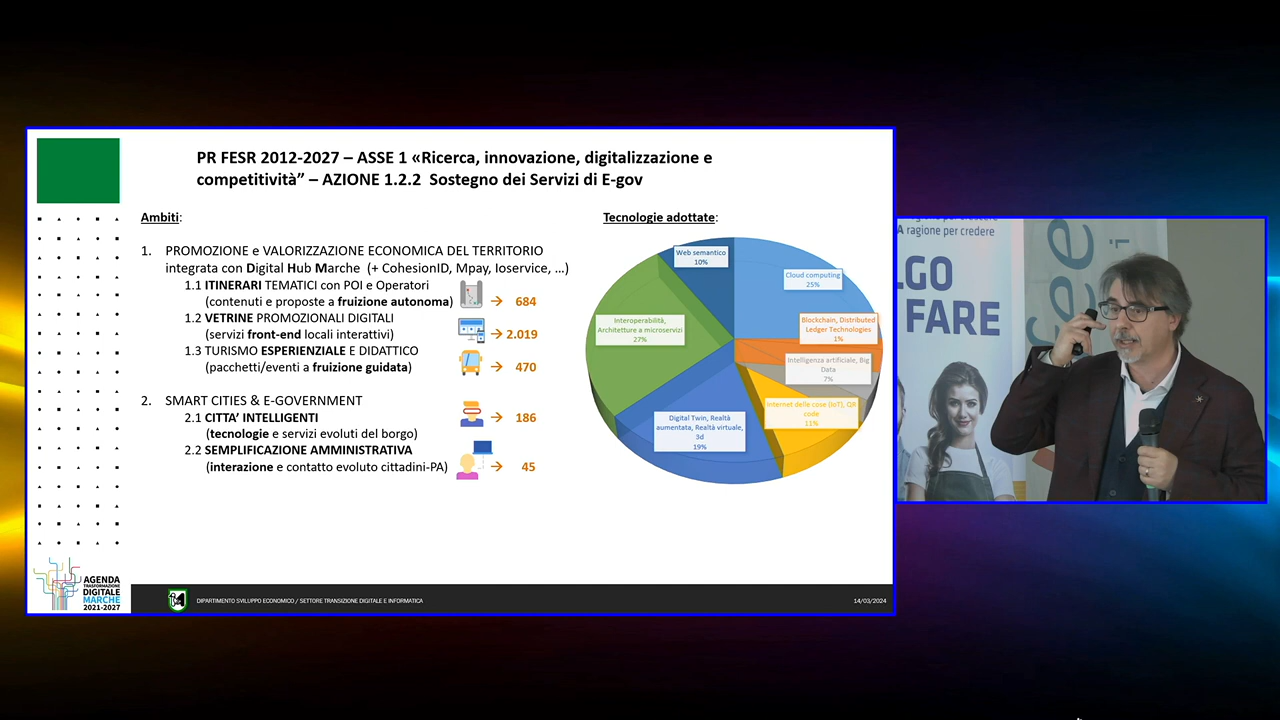 PR FESR 2012-2027 – ASSE 1 «Ricerca, innovazione, digitalizzazione e
competitività” – AZIONE 1.2.2 Sostegno dei Servizi di E-gov
Ambiti:
1. PROMOZIONE e VALORIZZAZIONE ECONOMICA DEL TERRITORIO
integrata con Digital Hub Marche (+ CohesionID, Mpay, Ioservice, …)
1.1 ITINERARI TEMATICI con POI e Operatori
(contenuti e proposte a fruizione autonoma) → 684
1.2 VETRINE PROMOZIONALI DIGITALI
(servizi front-end locali interattivi) → 2.019
1.3 TURISMO ESPERIENZIALE E DIDATTICO
(pacchetti/eventi a fruizione guidata) → 470
2. SMART CITIES & E-GOVERNMENT
2.1 CITTA’ INTELLIGENTI → 186
(tecnologie e servizi evoluti del borgo)
2.2 SEMPLIFICAZIONE AMMINISTRATIVA
(interazione e contatto evoluto cittadini-PA) → 45
Tecnologie adottate:
Web semantico
10%
Cloud computing
25%
Blockchain, Distributed
Ledger Technologies
1%
Interoperabilità,
Architetture a microservizi
27%
Intelligenza artificiale, Big
Data
7%
Internet delle cose (IoT), QR
code
11%
Digital Twin, Realtà
aumentata, Realtà virtuale,
3d
19%
AGENDA
TRASFORMAZIONE
DIGITALE
MARCHE
2021-2027
DIPARTIMENTO SVILUPPO ECONOMICO / SETTORE TRANSIZIONE DIGITALE E INFORMATICA
14/03/2024
A ragione per credere
LGO
FARE